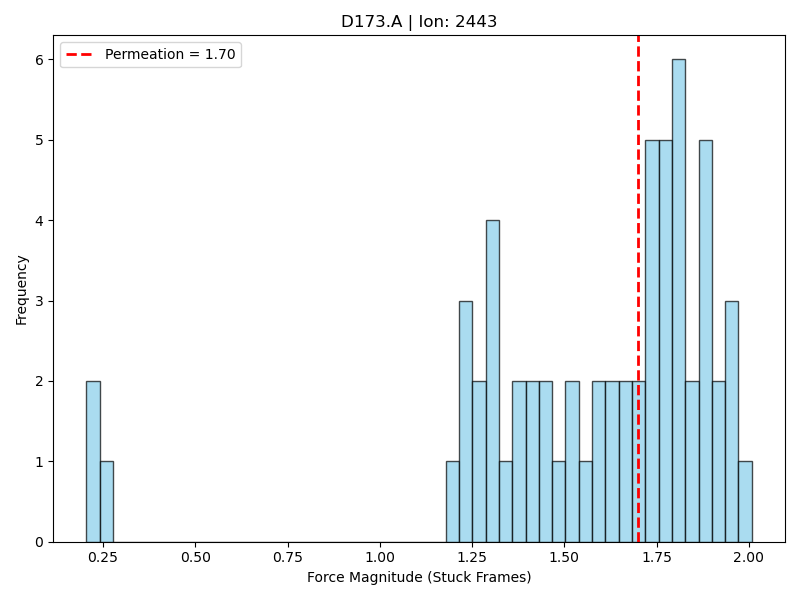 D173.A | Ion: 2443
Permeation = 1.70
Frequency
6
5
4
3
2
1
0
0.25 0.50 0.75 1.00 1.25 1.50 1.75 2.00
Force Magnitude (Stuck Frames)